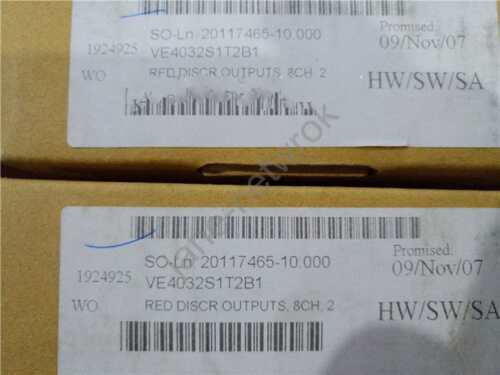 SO-Ln: 20117465-10.000
Promised:
1924925
VE4032S1T2B1
09/Nov/07
WO
RED DISCR OUTPUTS, 8CH, 2
HW/SW/SA
SO-Ln: 20117465-10.000
Promised:
1924925
VE4032S1T2B1
09/Nov/07
WO
RED DISCR OUTPUTS, 8CH, 2
HW/SW/SA